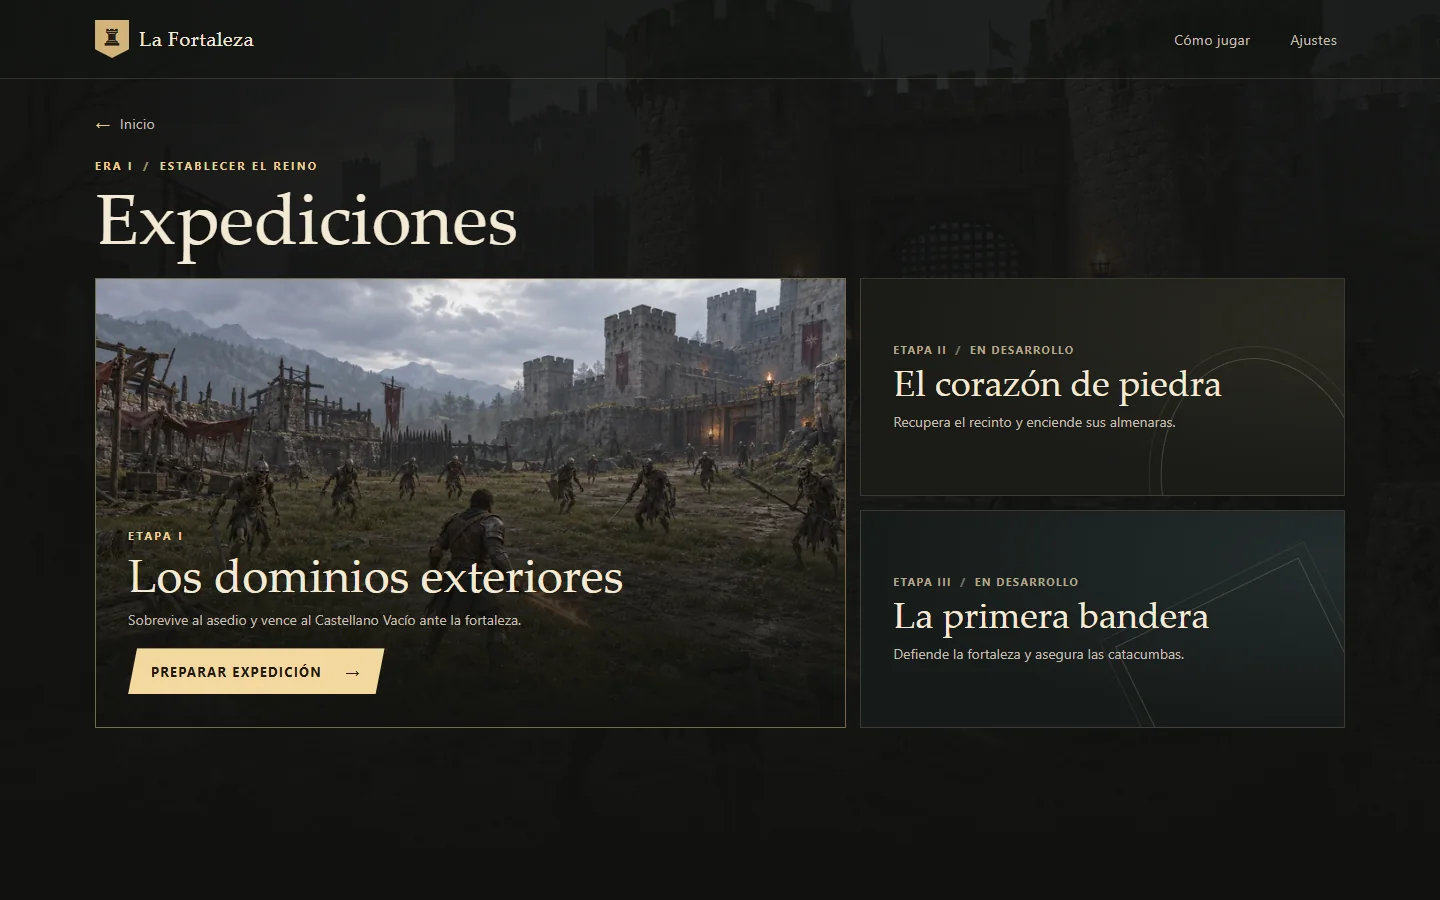 La Fortaleza
Cómo jugar
Ajustes
← Inicio
ERA I / ESTABLECER EL REINO
Expediciones
ETAPA I
Los dominios exteriores
Sobrevive al asedio y vence al Castellano Vacío ante la fortaleza.
PREPARAR EXPEDICIÓN →
ETAPA II / EN DESARROLLO
El corazón de piedra
Recupera el recinto y enciende sus almenaras.
ETAPA III / EN DESARROLLO
La primera bandera
Defiende la fortaleza y asegura las catacumbas.